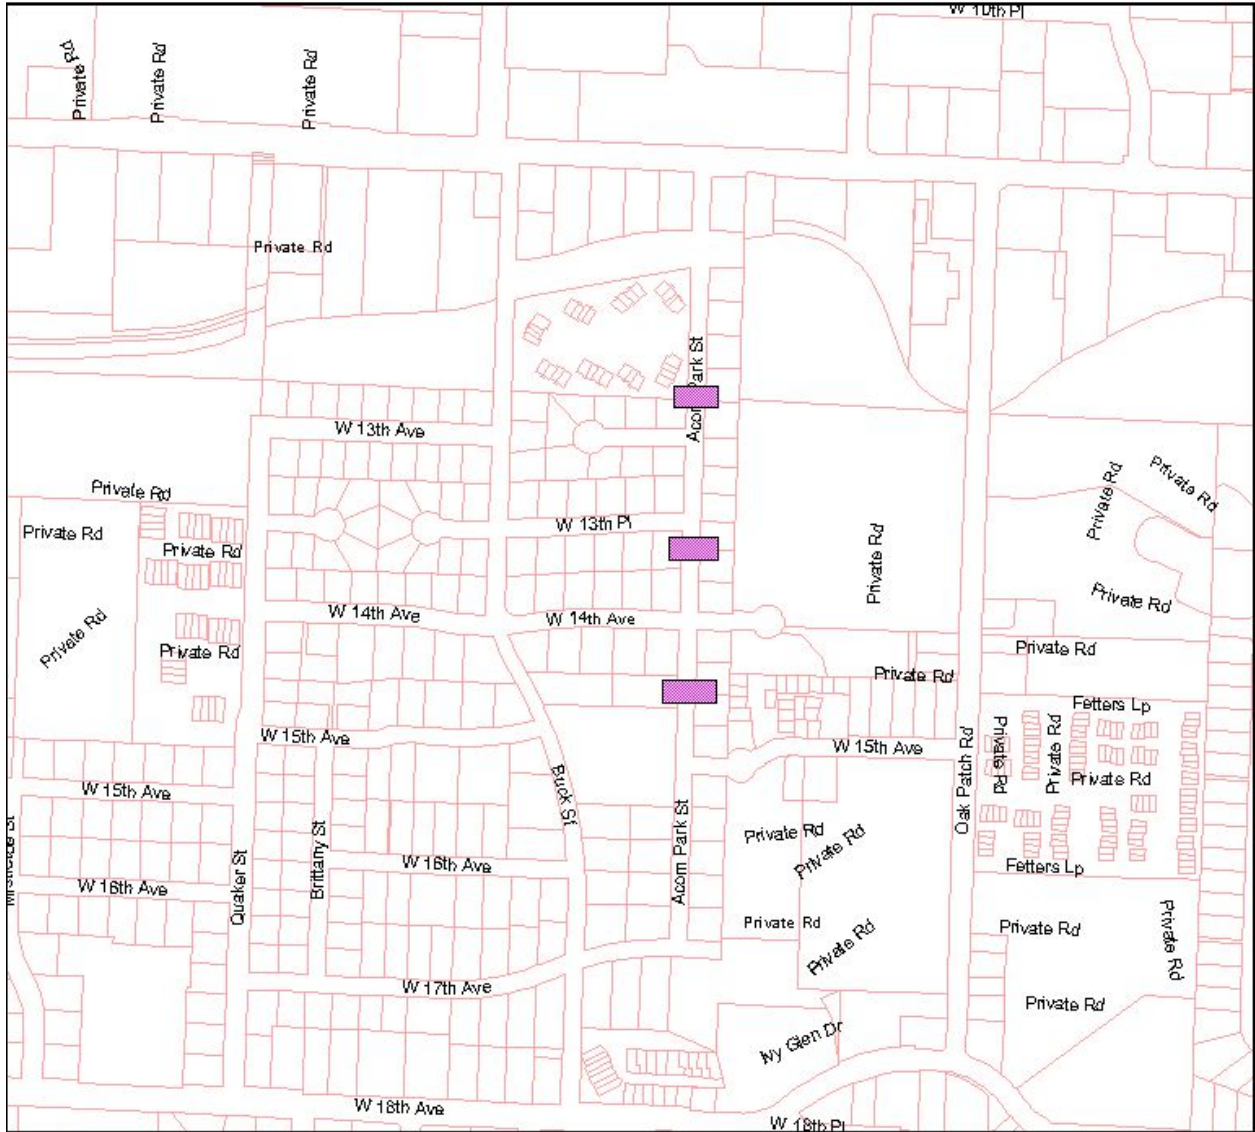 W 10th Pl
Private Rd
Private Rd
Private Rd
Private Rd
Acorn Park St
W 13th Ave
Private Rd
Private Rd
Private Rd
Private Rd
Private Rd
W 13th Pl
Private Rd
Private Rd
Private Rd
W 14th Ave
W 14th Ave
Private Rd
Private Rd
Private Rd
Private Rd
Fetters Lp
W 15th Ave
W 15th Ave
Oak Patch Rd
Private Rd
Private Rd
Private Rd
W 15th Ave
Buck St
Private Rd
Private Rd
Acorn Park St
Brittany St
W 16th Ave
Fetters Lp
W 16th Ave
Quaker St
Private Rd
Private Rd
Private Rd
Private Rd
W 17th Ave
Private Rd
Ivy Glen Dr
W 18th Ave
W 18th Pl